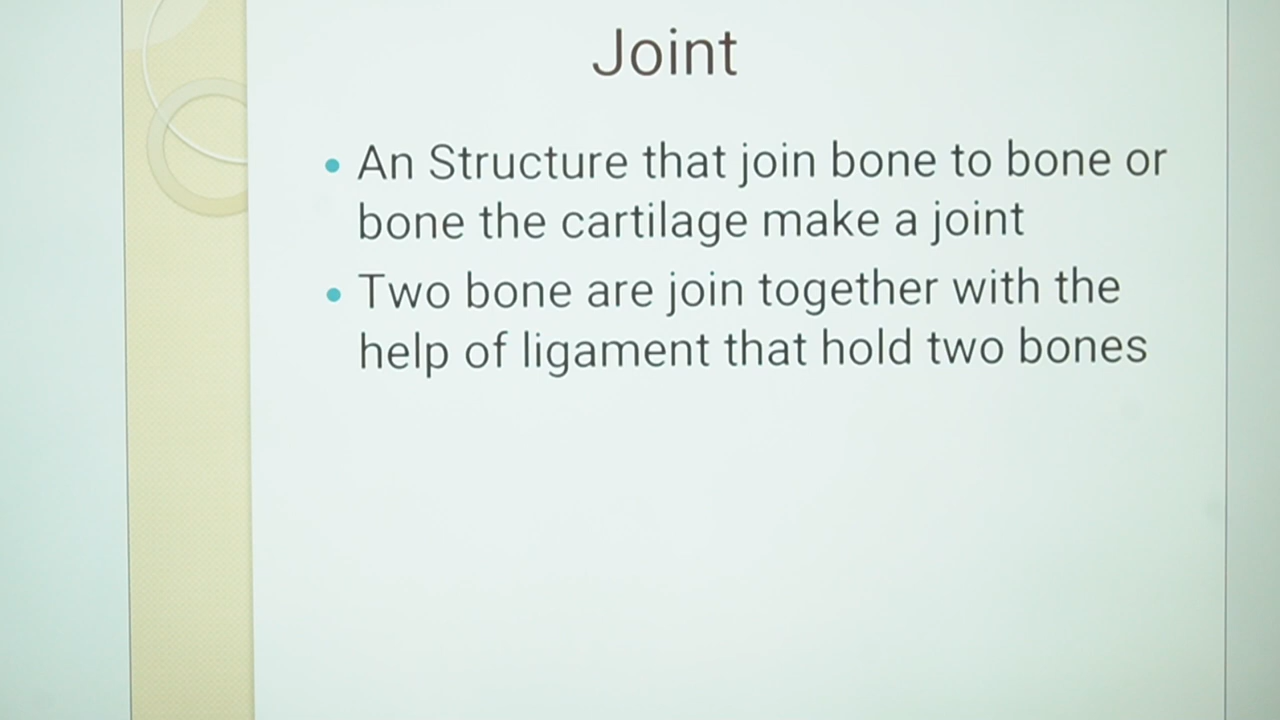 Joint
• An Structure that join bone to bone or
bone the cartilage make a joint
• Two bone are join together with the
help of ligament that hold two bones